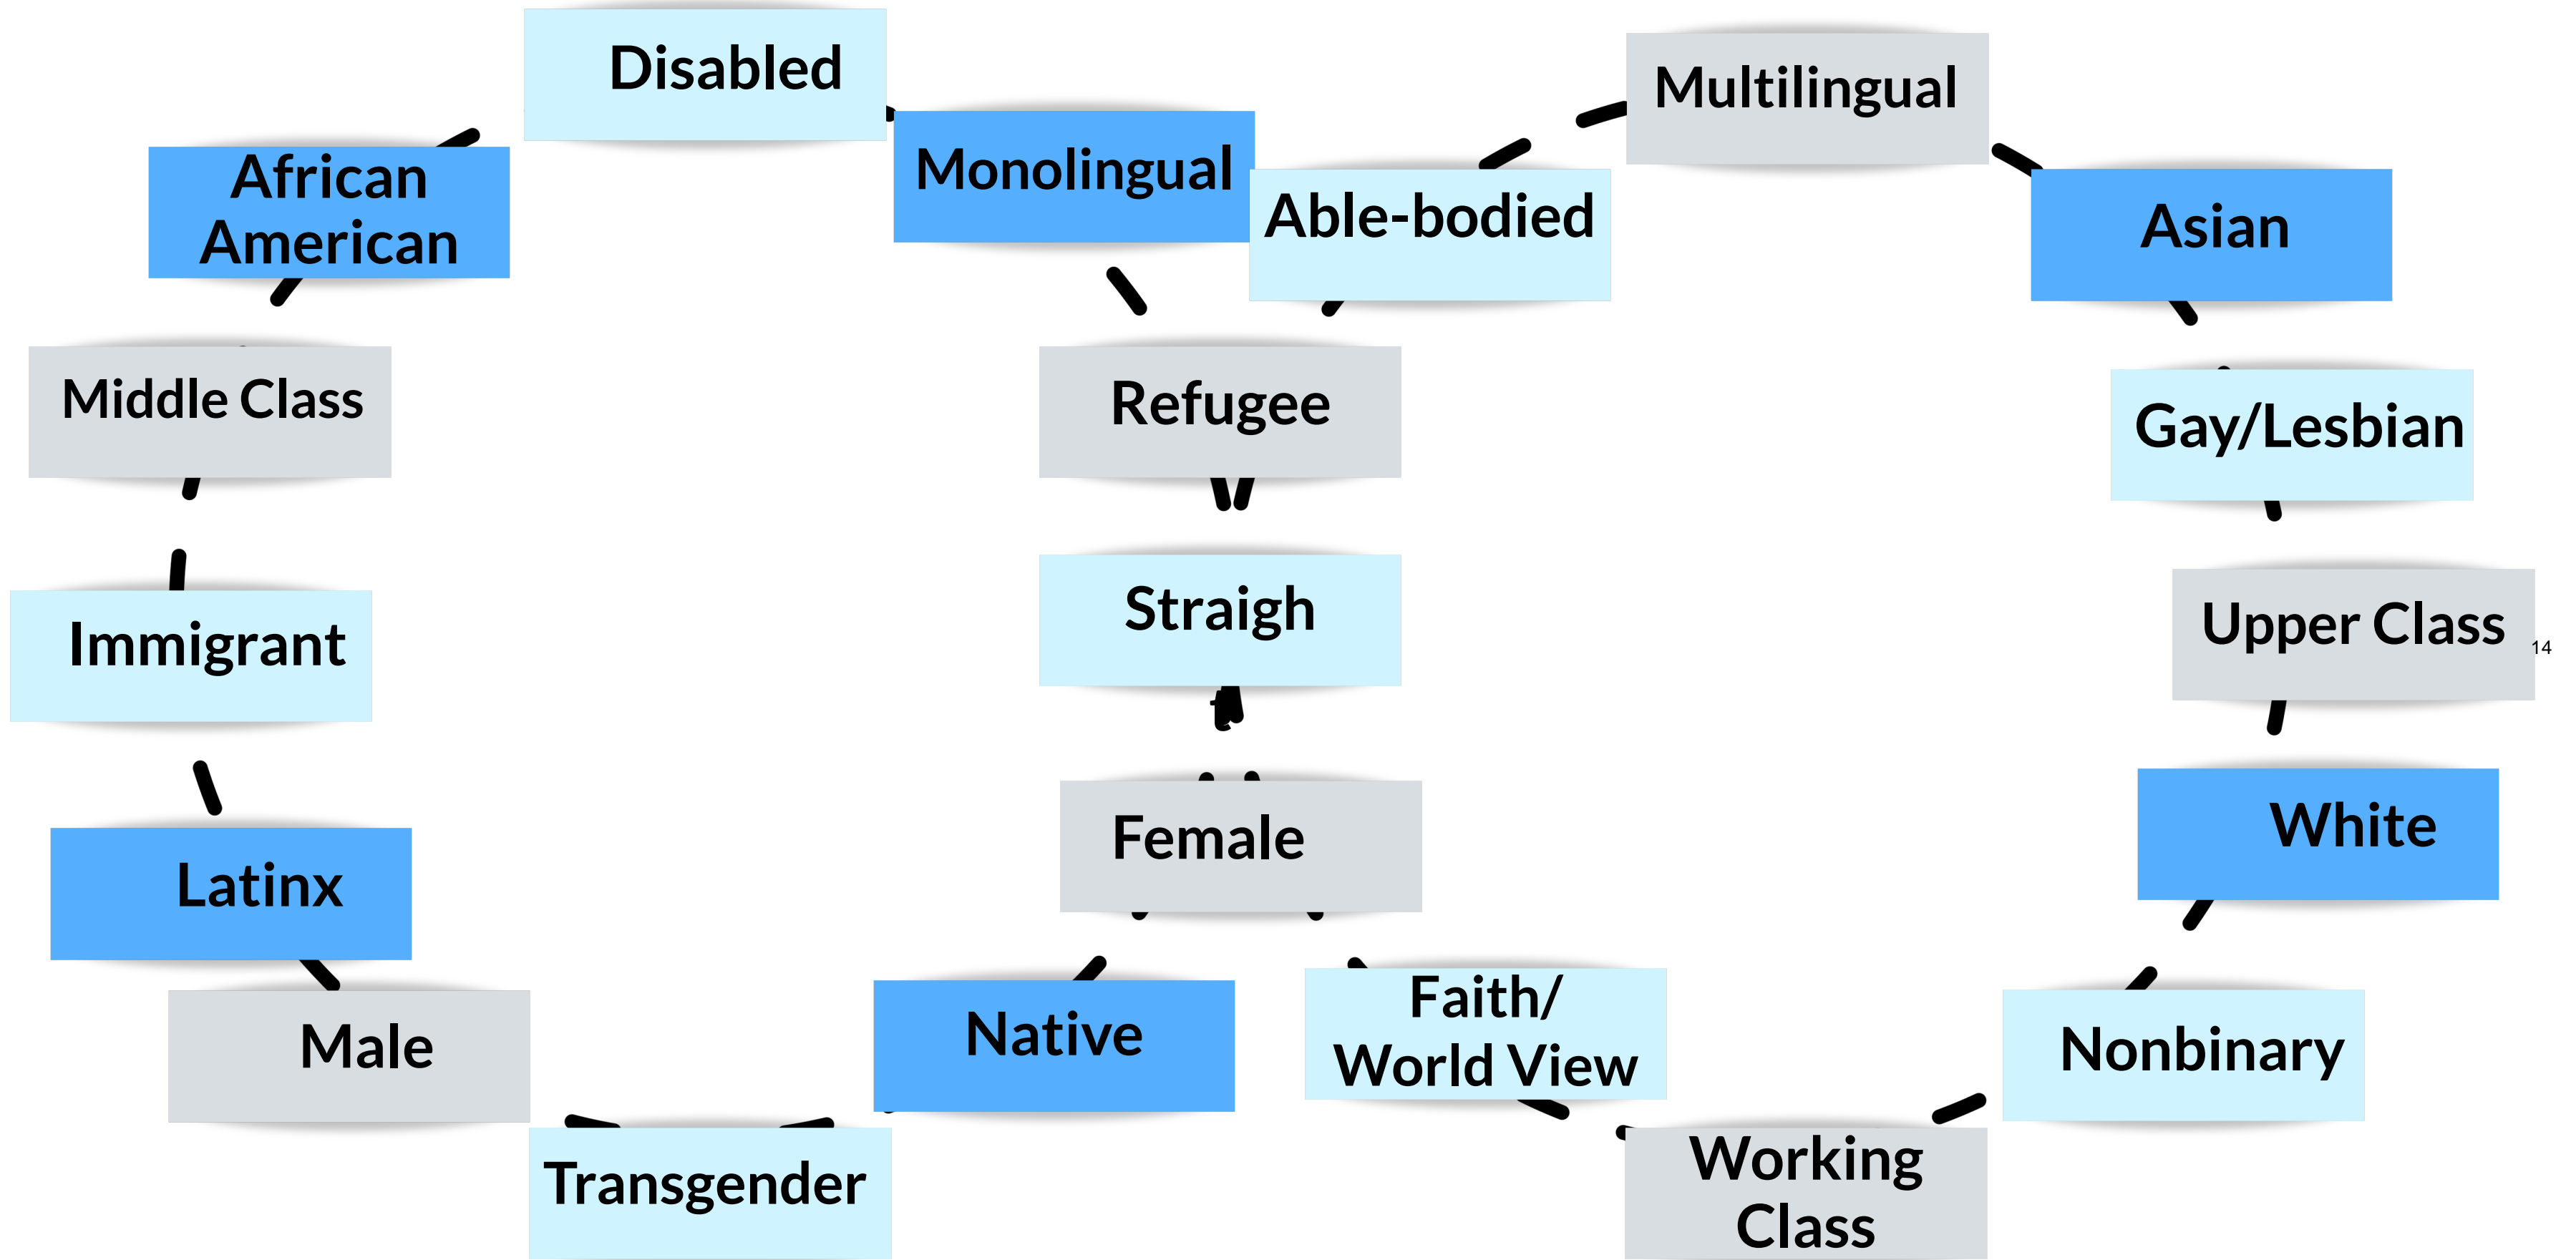 Disabled
Multilingual
African
American
Monolingual
Able-bodied
Asian
Middle Class
Refugee
Gay/Lesbian
Immigrant
Straigh
t
Upper Class
14
Latinx
Female
White
Male
Native
Faith/
World View
Nonbinary
Transgender
Working
Class